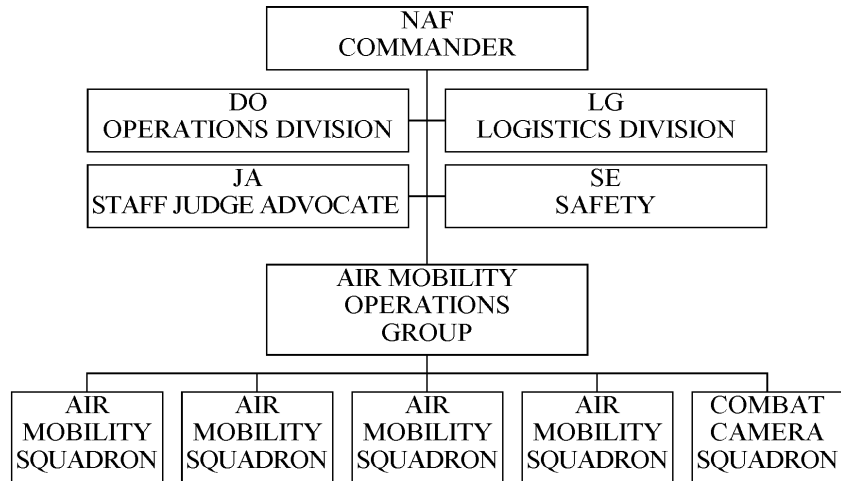 NAF
COMMANDER
DO
OPERATIONS DIVISION
LG
LOGISTICS DIVISION
JA
STAFF JUDGE ADVOCATE
SE
SAFETY
AIR MOBILITY
OPERATIONS
GROUP
AIR
MOBILITY
SQUADRON
AIR
MOBILITY
SQUADRON
AIR
MOBILITY
SQUADRON
AIR
MOBILITY
SQUADRON
COMBAT
CAMERA
SQUADRON